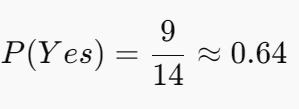 P(Yes) = 9/14 ≈ 0.64